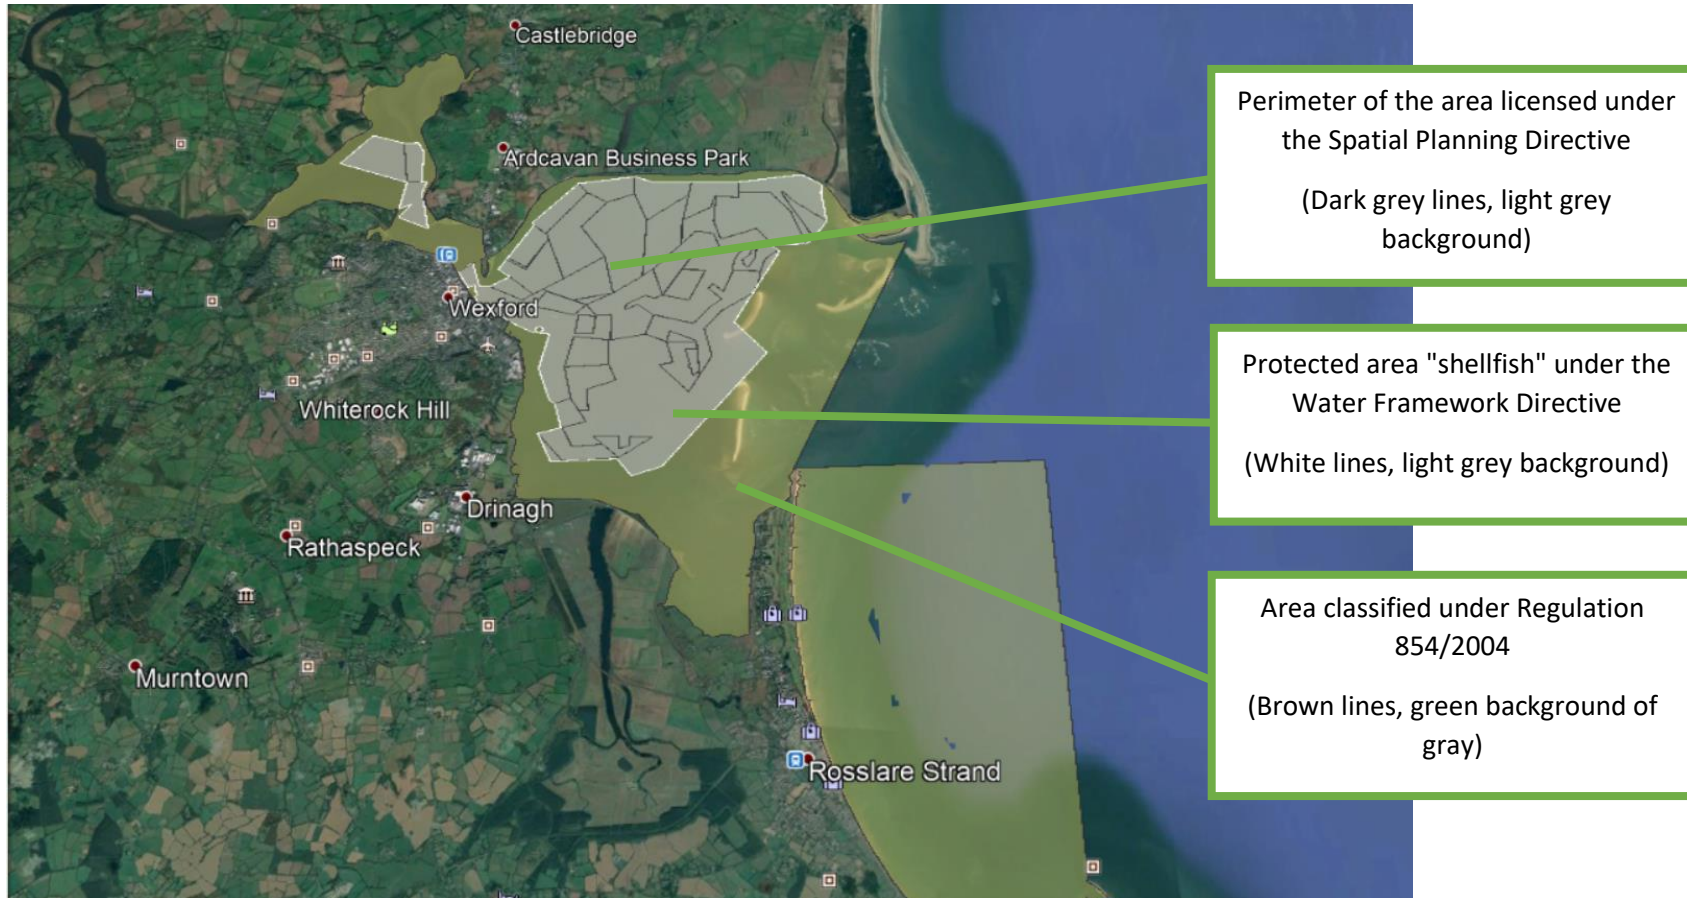 Castlebridge
Ardcavan Business Park
Wexford
Whiterock Hill
Drinagh
Rathaspeck
Murntown
Rosslare Strand
Perimeter of the area licensed under
the Spatial Planning Directive
(Dark grey lines, light grey
background)
Protected area "shellfish" under the
Water Framework Directive
(White lines, light grey background)
Area classified under Regulation
854/2004
(Brown lines, green background of
gray)